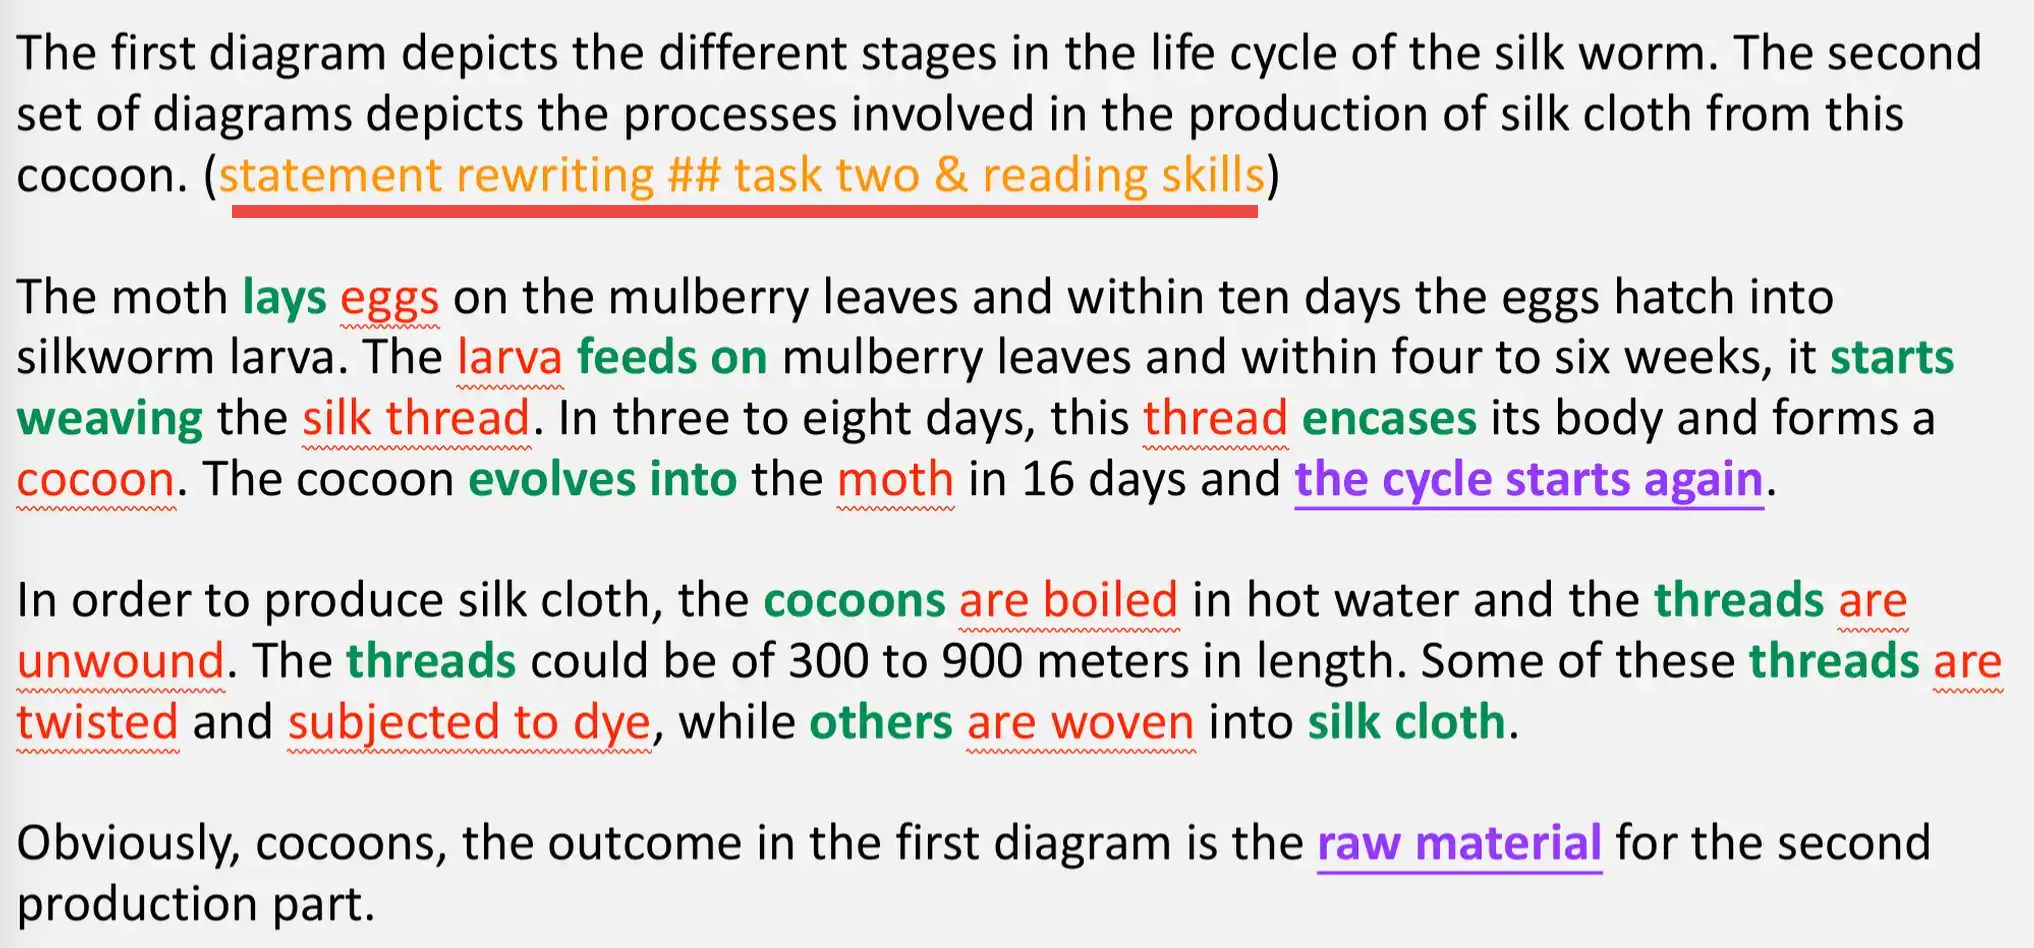 The first diagram depicts the different stages in the life cycle of the silk worm. The second
set of diagrams depicts the processes involved in the production of silk cloth from this
cocoon. (statement rewriting ## task two & reading skills)
The moth lays eggs on the mulberry leaves and within ten days the eggs hatch into
silkworm larva. The larva feeds on mulberry leaves and within four to six weeks, it starts
weaving the silk thread. In three to eight days, this thread encases its body and forms a
cocoon. The cocoon evolves into the moth in 16 days and the cycle starts again.
In order to produce silk cloth, the cocoons are boiled in hot water and the threads are
unwound. The threads could be of 300 to 900 meters in length. Some of these threads are
twisted and subjected to dye, while others are woven into silk cloth.
Obviously, cocoons, the outcome in the first diagram is the raw material for the second
production part.